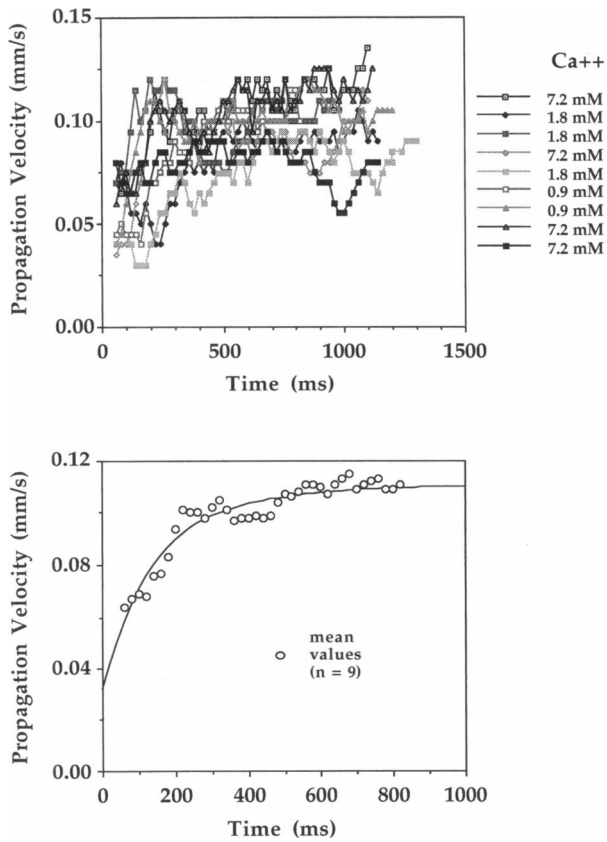 0.15
0.10
0.05
0.00
Propagation Velocity (mm/s)
0
500
1000
1500
Time (ms)
Ca++
7.2 mM
1.8 mM
1.8 mM
7.2 mM
1.8 mM
0.9 mM
0.9 mM
7.2 mM
7.2 mM
0.12
0.08
0.04
0.00
Propagation Velocity (mm/s)
mean
values
(n = 9)
0
200
400
600
800
1000
Time (ms)